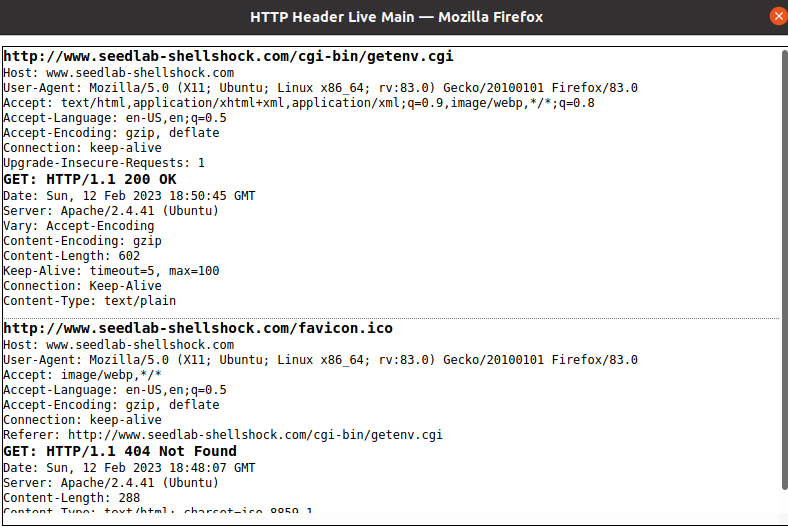 HTTP Header Live Main — Mozilla Firefox
http://www.seedlab-shellshock.com/cgi-bin/getenv.cgi
Host: www.seedlab-shellshock.com
User-Agent: Mozilla/5.0 (X11; Ubuntu; Linux x86_64; rv:83.0) Gecko/20100101 Firefox/83.0
Accept: text/html,application/xhtml+xml,application/xml;q=0.9,image/webp,*/*;q=0.8
Accept-Language: en-US,en;q=0.5
Accept-Encoding: gzip, deflate
Connection: keep-alive
Upgrade-Insecure-Requests: 1
GET: HTTP/1.1 200 OK
Date: Sun, 12 Feb 2023 18:50:45 GMT
Server: Apache/2.4.41 (Ubuntu)
Vary: Accept-Encoding
Content-Encoding: gzip
Content-Length: 602
Keep-Alive: timeout=5, max=100
Connection: Keep-Alive
Content-Type: text/plain
http://www.seedlab-shellshock.com/favicon.ico
Host: www.seedlab-shellshock.com
User-Agent: Mozilla/5.0 (X11; Ubuntu; Linux x86_64; rv:83.0) Gecko/20100101 Firefox/83.0
Accept: image/webp,*/*
Accept-Language: en-US,en;q=0.5
Accept-Encoding: gzip, deflate
Connection: keep-alive
Referer: http://www.seedlab-shellshock.com/cgi-bin/getenv.cgi
GET: HTTP/1.1 404 Not Found
Date: Sun, 12 Feb 2023 18:48:07 GMT
Server: Apache/2.4.41 (Ubuntu)
Content-Length: 288
Content-Type: text/html; charset=iso-8859-1